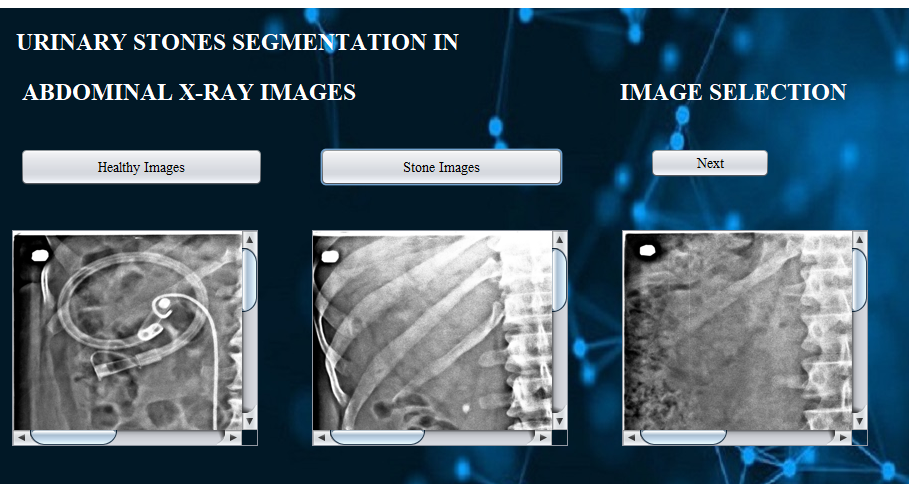 URINARY STONES SEGMENTATION IN
ABDOMINAL X-RAY IMAGES
IMAGE SELECTION
Healthy Images
Stone Images
Next